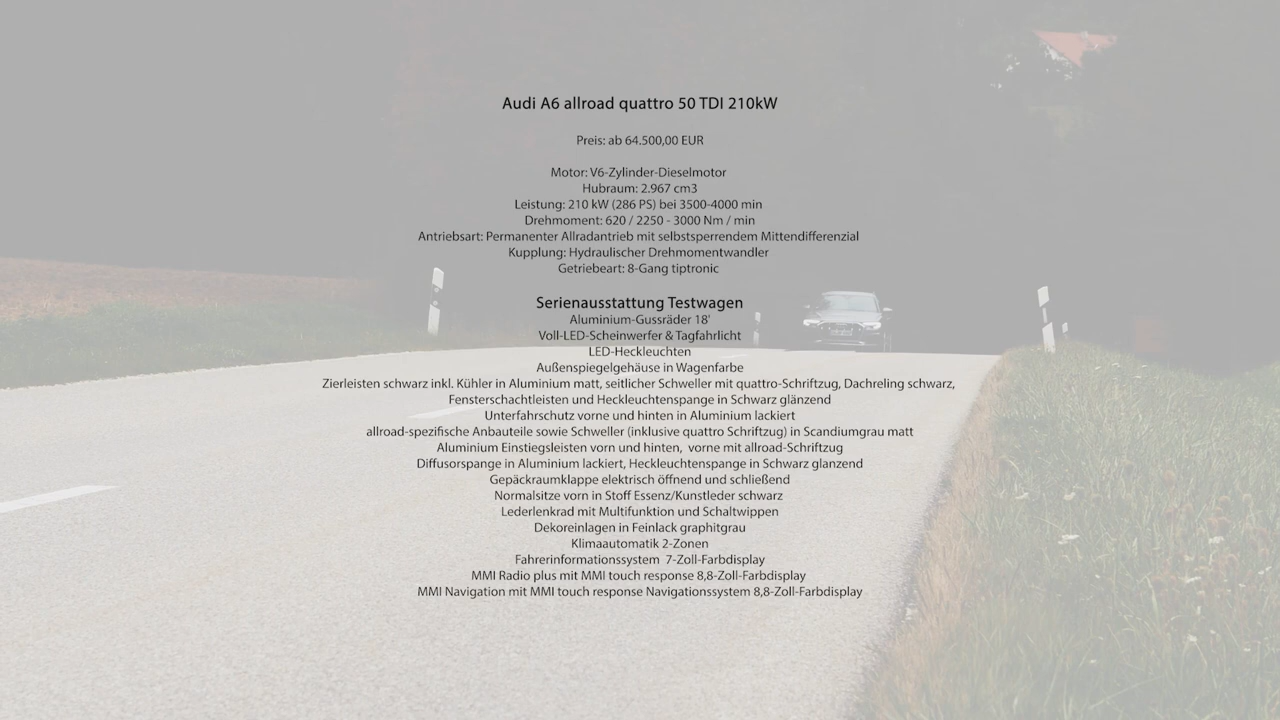 Audi A6 allroad quattro 50 TDI 210kW
Preis: ab 64.500,00 EUR
Motor: V6-Zylinder-Dieselmotor
Hubraum: 2.967 cm3
Leistung: 210 kW (286 PS) bei 3500-4000 min
Drehmoment: 620 / 2250 - 3000 Nm / min
Antriebsart: Permanenter Allradantrieb mit selbstsperrendem Mittendifferenzial
Kupplung: Hydraulischer Drehmomentwandler
Getriebeart: 8-Gang tiptronic
Serienausstattung Testwagen
Aluminium-Gussräder 18'
Voll-LED-Scheinwerfer & Tagfahrlicht
LED-Heckleuchten
Außenspiegelgehäuse in Wagenfarbe
Zierleisten schwarz inkl. Kühler in Aluminium matt, seitlicher Schweller mit quattro-Schriftzug, Dachreling schwarz,
Fensterschachtleisten und Heckleuchtenspange in Schwarz glänzend
Unterfahrschutz vorne und hinten in Aluminium lackiert
allroad-spezifische Anbauteile sowie Schweller (inklusive quattro Schriftzug) in Scandiumgrau matt
Aluminium Einstiegsleisten vorn und hinten, vorne mit allroad-Schriftzug
Diffusorspange in Aluminium lackiert, Heckleuchtenspange in Schwarz glanzend
Gepäckraumklappe elektrisch öffnend und schließend
Normalsitze vorn in Stoff Essenz/Kunstleder schwarz
Lederlenkrad mit Multifunktion und Schaltwippen
Dekoreinlagen in Feinlack graphitgrau
Klimaautomatik 2-Zonen
Fahrerinformationssystem 7-Zoll-Farbdisplay
MMI Radio plus mit MMI touch response 8,8-Zoll-Farbdisplay
MMI Navigation mit MMI touch response Navigationssystem 8,8-Zoll-Farbdisplay